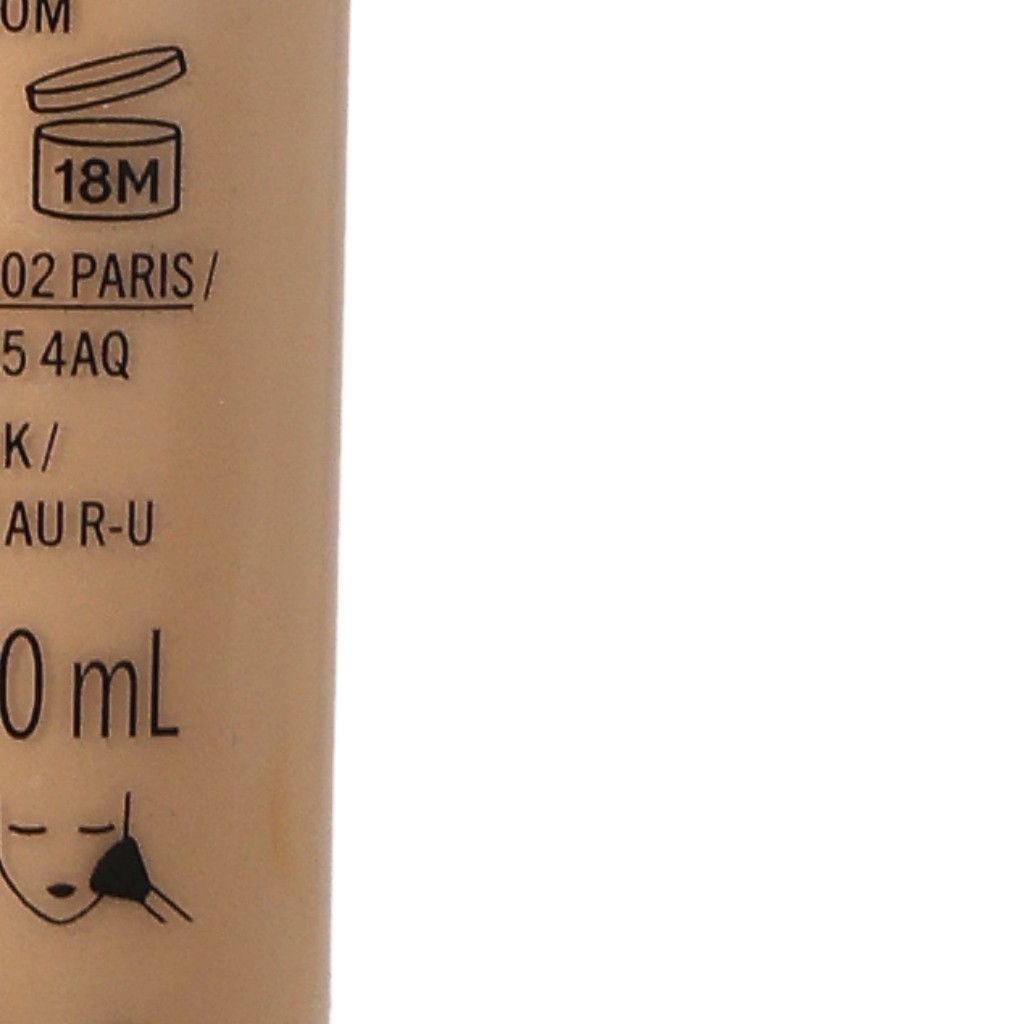 OM
18M
02 PARIS /
5 4AQ
K /
AU R-U
0 mL